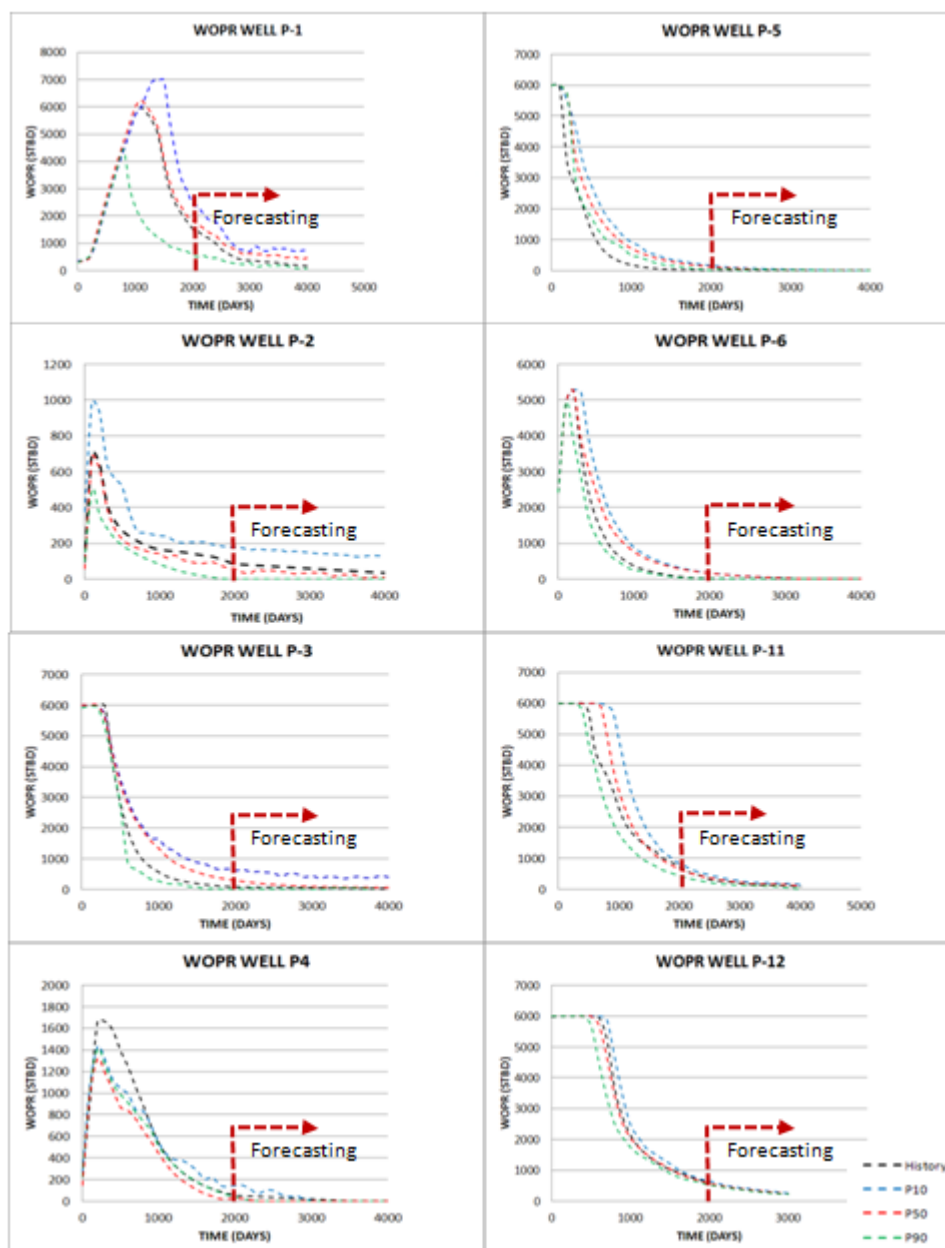 WOPR WELL P-1
WOPR (STBD)
8000
7000
6000
5000
4000
3000
2000
1000
0
Forecasting
0 1000 2000 3000 4000 5000
TIME (DAYS)
WOPR WELL P-5
WOPR (STBD)
7000
6000
5000
4000
3000
2000
1000
0
Forecasting
0 1000 2000 3000 4000
TIME (DAYS)
WOPR WELL P-2
WOPR (STBD)
1200
1000
800
600
400
200
0
Forecasting
0 1000 2000 3000 4000
TIME (DAYS)
WOPR WELL P-6
WOPR (STBD)
6000
5000
4000
3000
2000
1000
0
Forecasting
0 1000 2000 3000 4000
TIME (DAYS)
WOPR WELL P-3
WOPR (STBD)
7000
6000
5000
4000
3000
2000
1000
0
Forecasting
0 1000 2000 3000 4000
TIME (DAYS)
WOPR WELL P-11
WOPR (STBD)
7000
6000
5000
4000
3000
2000
1000
0
Forecasting
0 1000 2000 3000 4000 5000
TIME (DAYS)
WOPR WELL P4
WOPR (STBD)
2000
1800
1600
1400
1200
1000
800
600
400
200
0
Forecasting
0 1000 2000 3000 4000
TIME (DAYS)
WOPR WELL P-12
WOPR (STBD)
7000
6000
5000
4000
3000
2000
1000
0
Forecasting
0 1000 2000 3000
TIME (DAYS)
History
P10
P50
P90